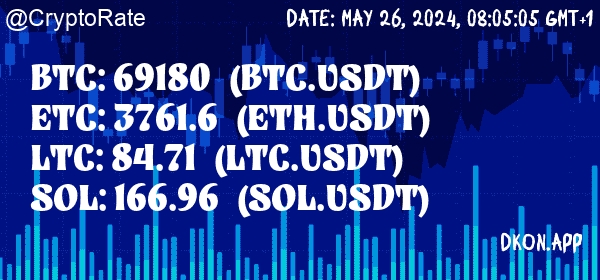 @CryptoRate
DATE: MAY 26, 2024, 08:05:05 GMT+1
BTC: 69180 (BTC.USDT)
ETC: 3761.6 (ETH.USDT)
LTC: 84.71 (LTC.USDT)
SOL: 166.96 (SOL.USDT)
DKON.APP